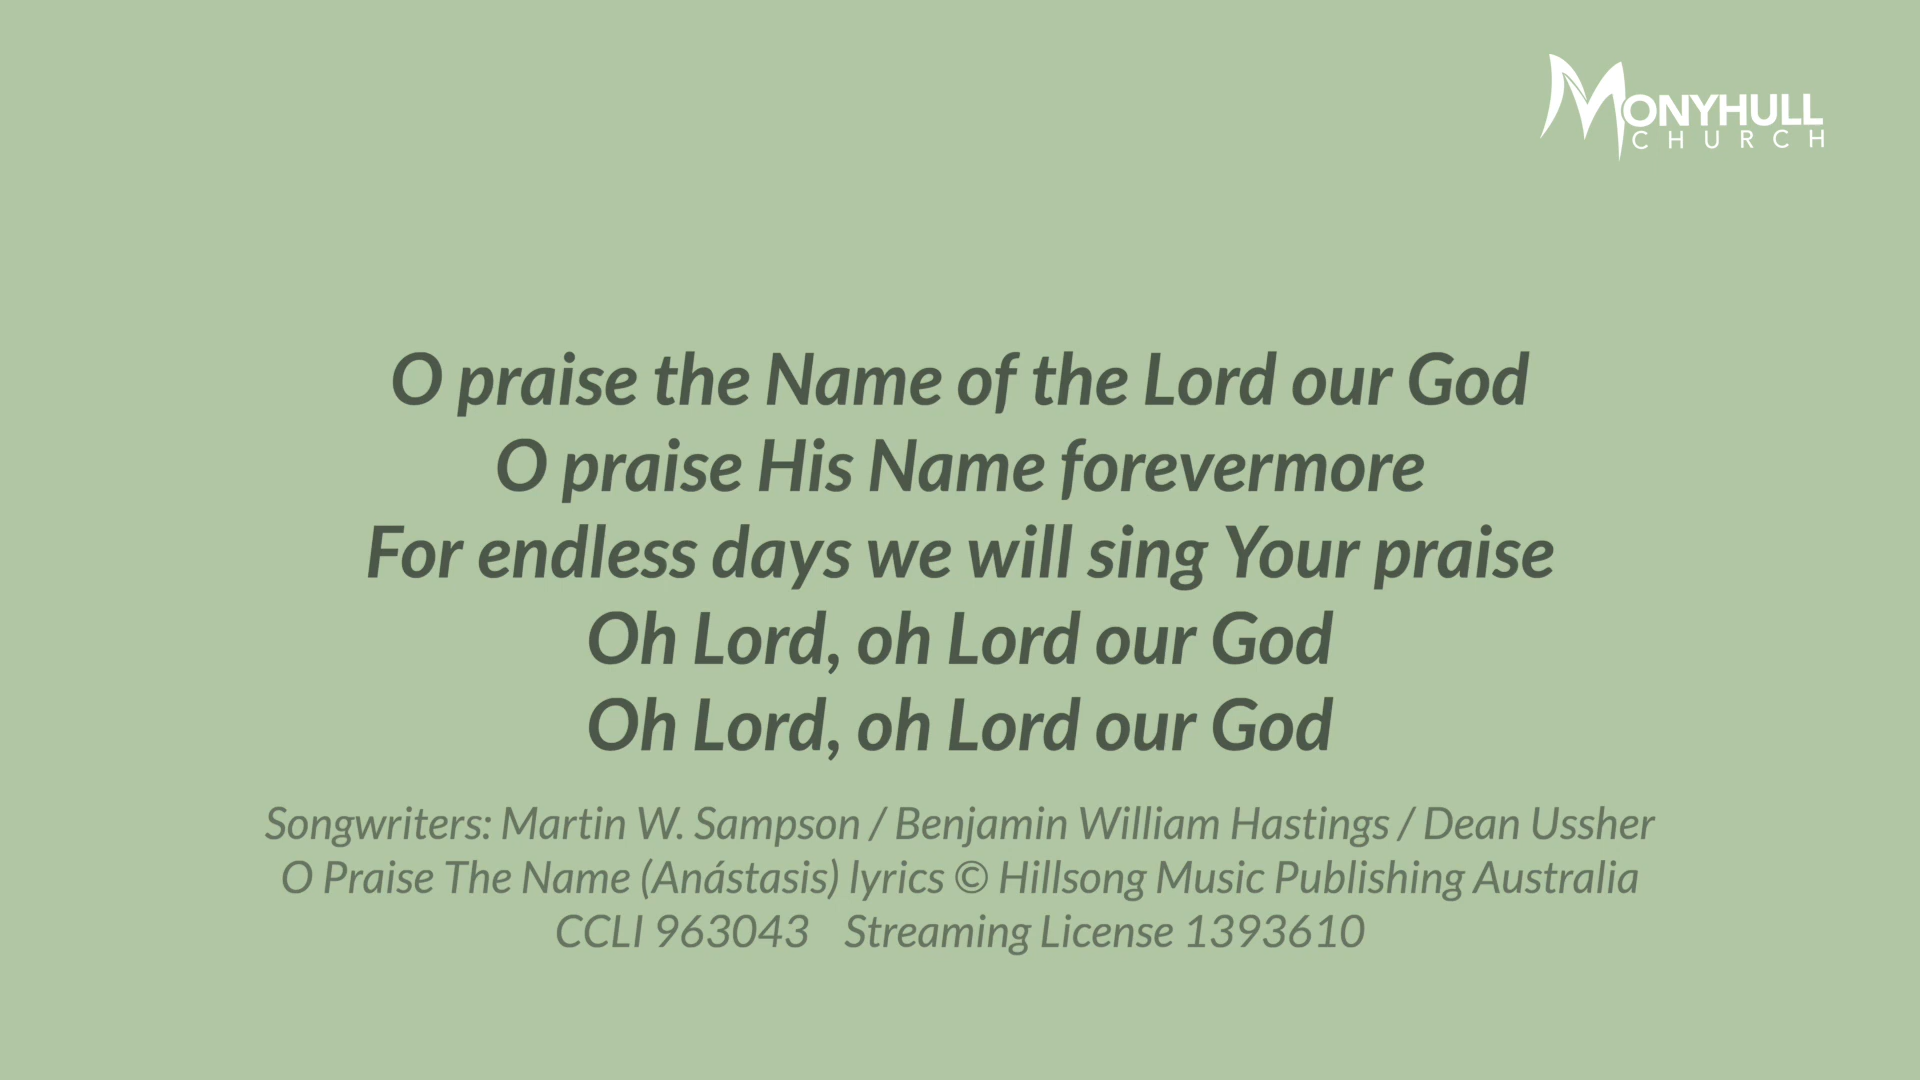 MONYHULL
CHURCH
O praise the Name of the Lord our God
O praise His Name forevermore
For endless days we will sing Your praise
Oh Lord, oh Lord our God
Oh Lord, oh Lord our God
Songwriters: Martin W. Sampson / Benjamin William Hastings / Dean Ussher
O Praise The Name (Anástasis) lyrics © Hillsong Music Publishing Australia
CCLI 963043    Streaming License 1393610